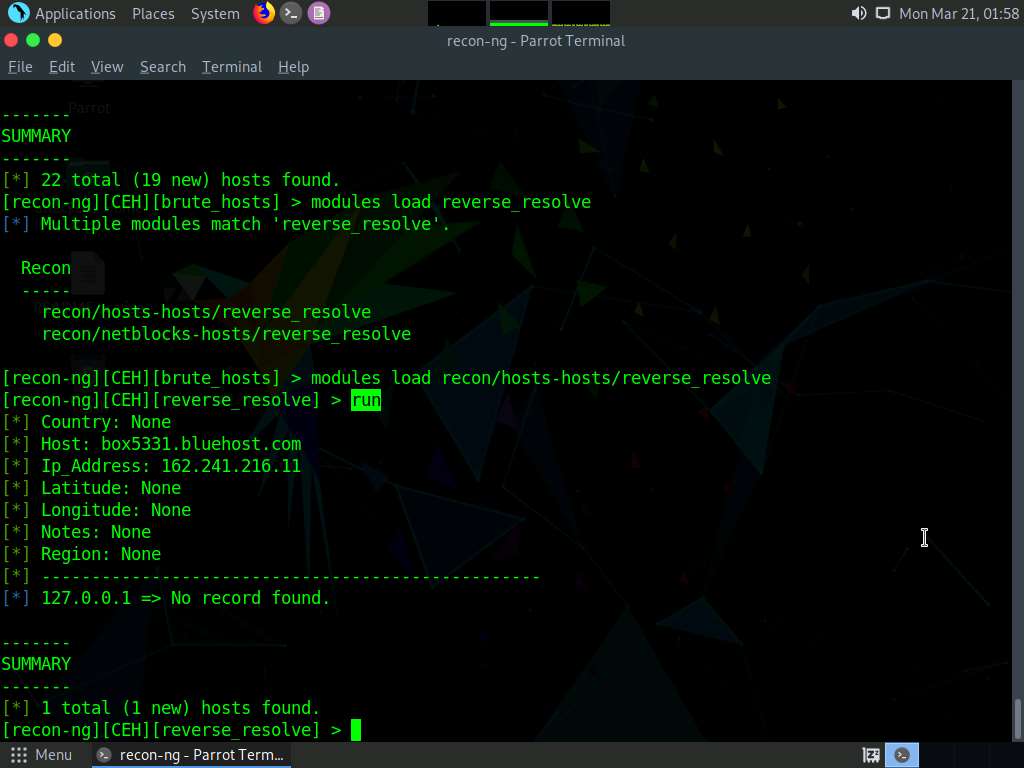 Applications Places System Mon Mar 21, 01:58
recon-ng - Parrot Terminal
File Edit View Search Terminal Help
Parrot
-------
SUMMARY
-------
[*] 22 total (19 new) hosts found.
[recon-ng][CEH][brute_hosts] > modules load reverse_resolve
[*] Multiple modules match 'reverse_resolve'.
Recon
-----
recon/hosts-hosts/reverse_resolve
recon/netblocks-hosts/reverse_resolve
[recon-ng][CEH][brute_hosts] > modules load recon/hosts-hosts/reverse_resolve
[recon-ng][CEH][reverse_resolve] > run
[*] Country: None
[*] Host: box5331.bluehost.com
[*] Ip_Address: 162.241.216.11
[*] Latitude: None
[*] Longitude: None
[*] Notes: None
[*] Region: None
[*] --------------------------------------------------
[*] 127.0.0.1 => No record found.
-------
SUMMARY
-------
[*] 1 total (1 new) hosts found.
[recon-ng][CEH][reverse_resolve] >
Menu recon-ng - Parrot Term...